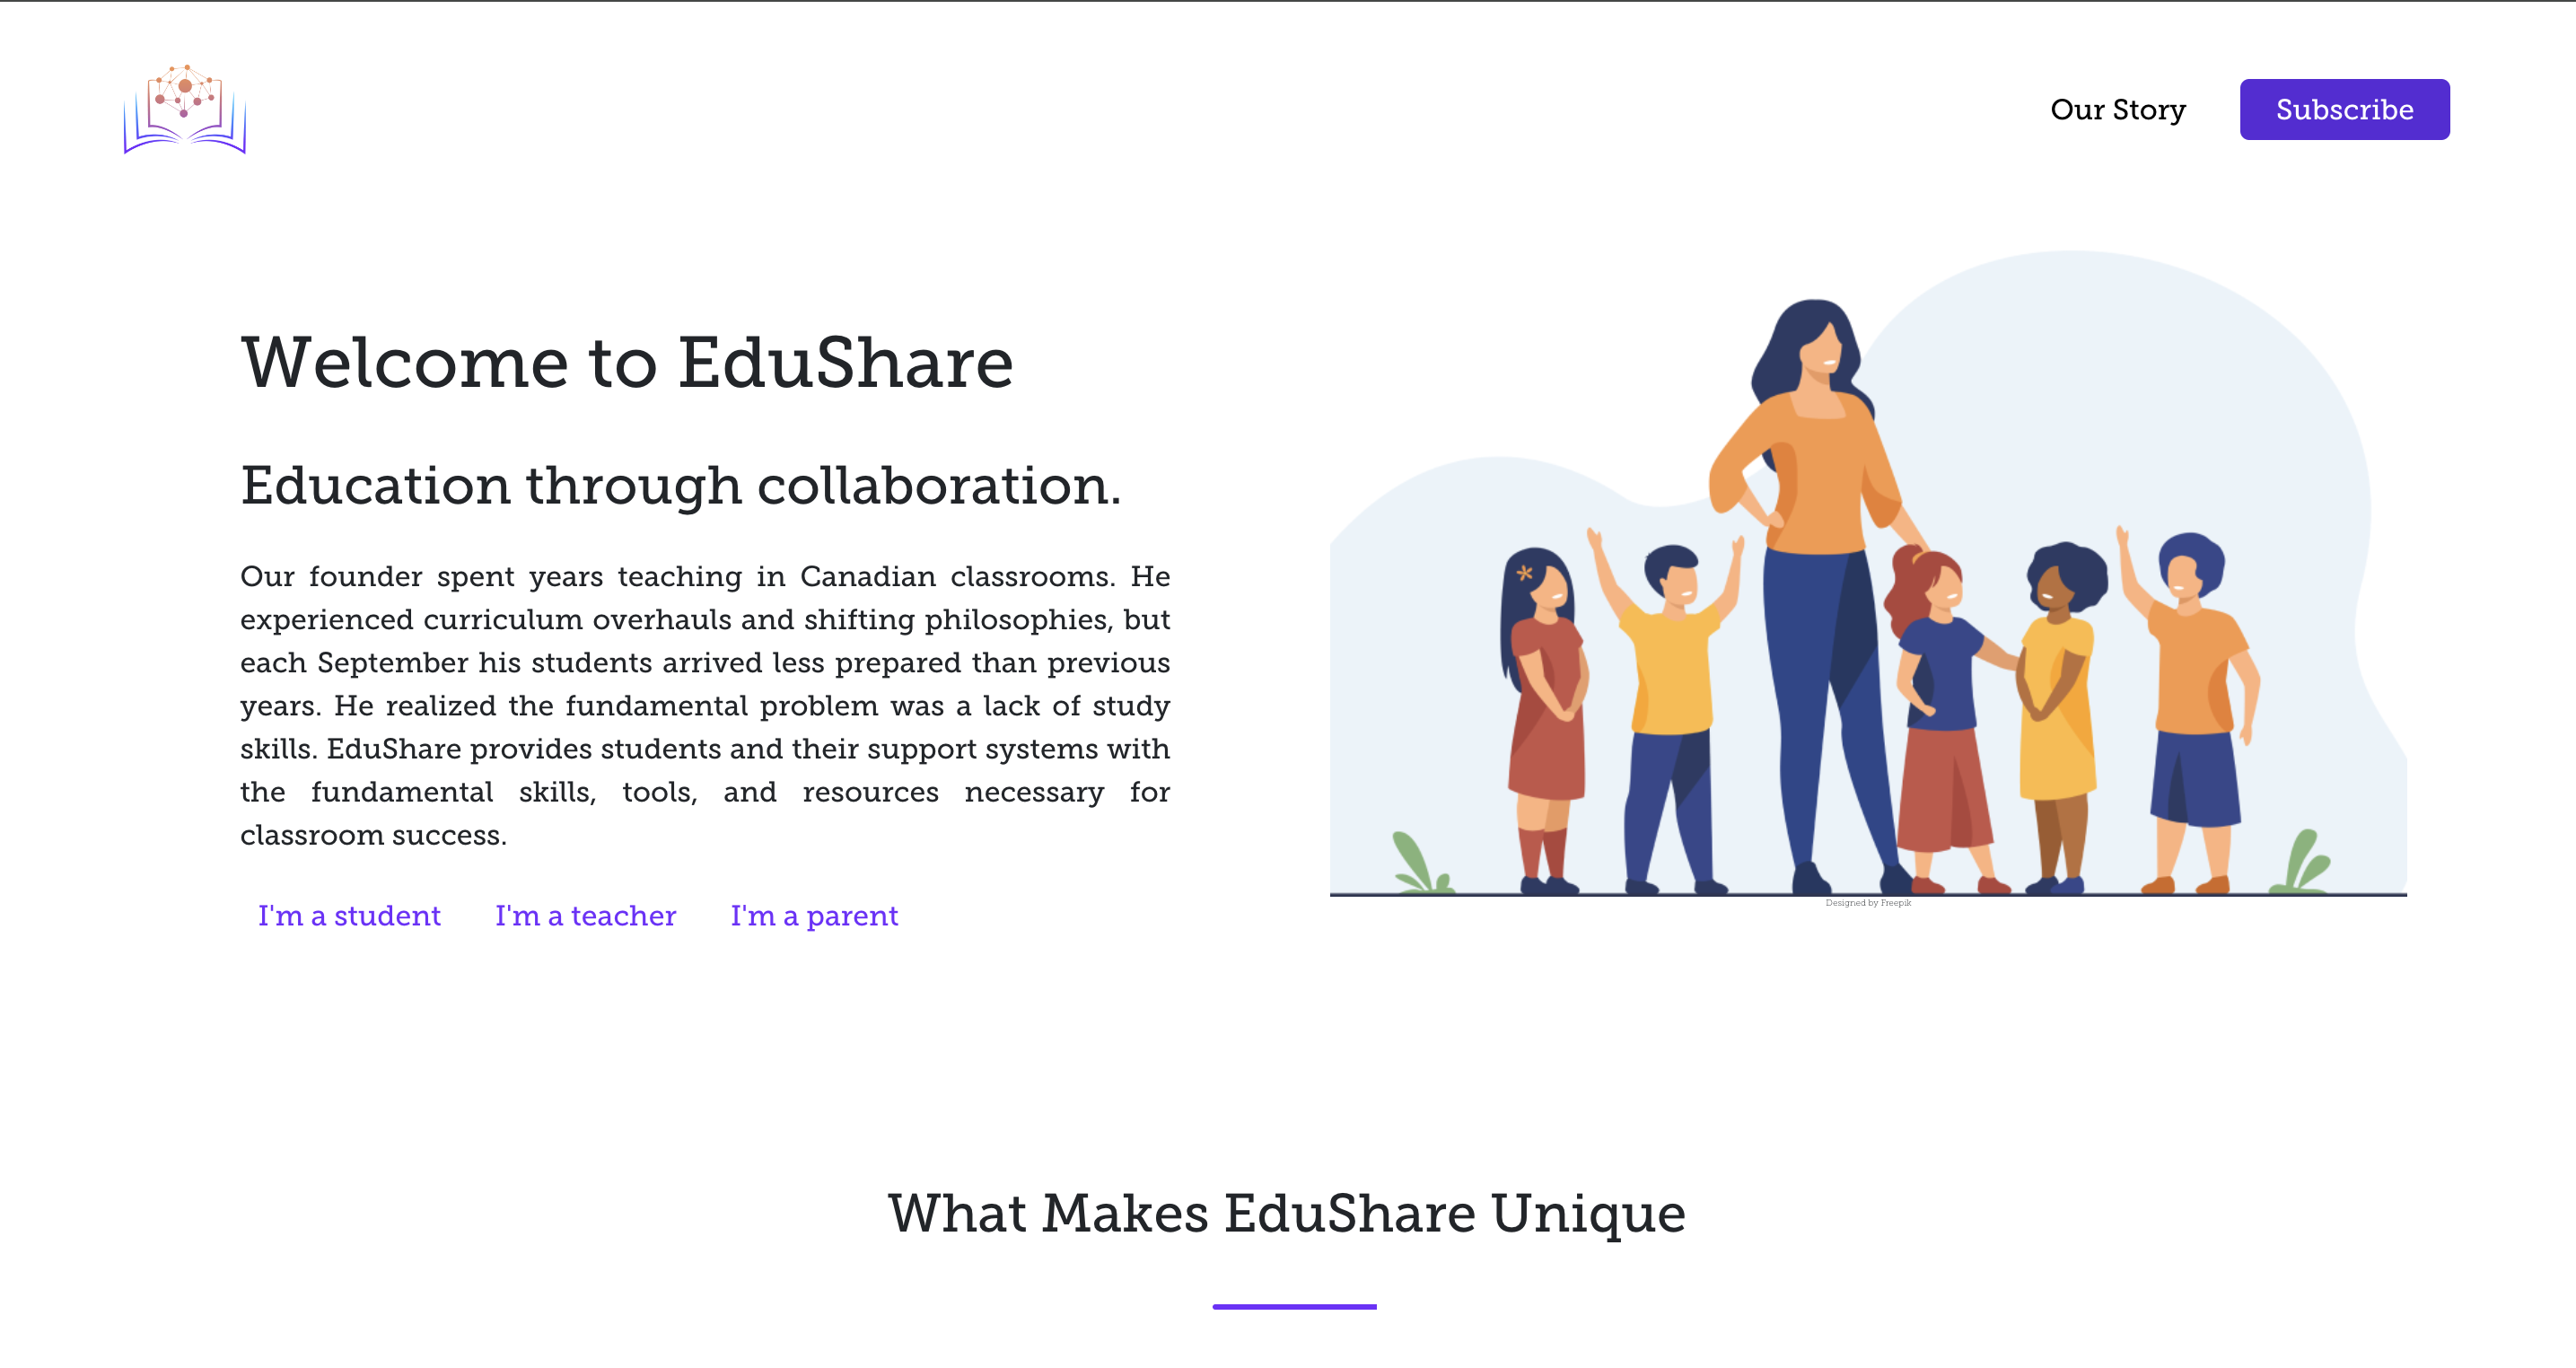 Our Story
Subscribe
Welcome to EduShare
Education through collaboration.
Our founder spent years teaching in Canadian classrooms. He
experienced curriculum overhauls and shifting philosophies, but
each September his students arrived less prepared than previous
years. He realized the fundamental problem was a lack of study
skills. EduShare provides students and their support systems with
the fundamental skills, tools, and resources necessary for
classroom success.
I'm a student
I'm a teacher
I'm a parent
Designed by Freepik
What Makes EduShare Unique